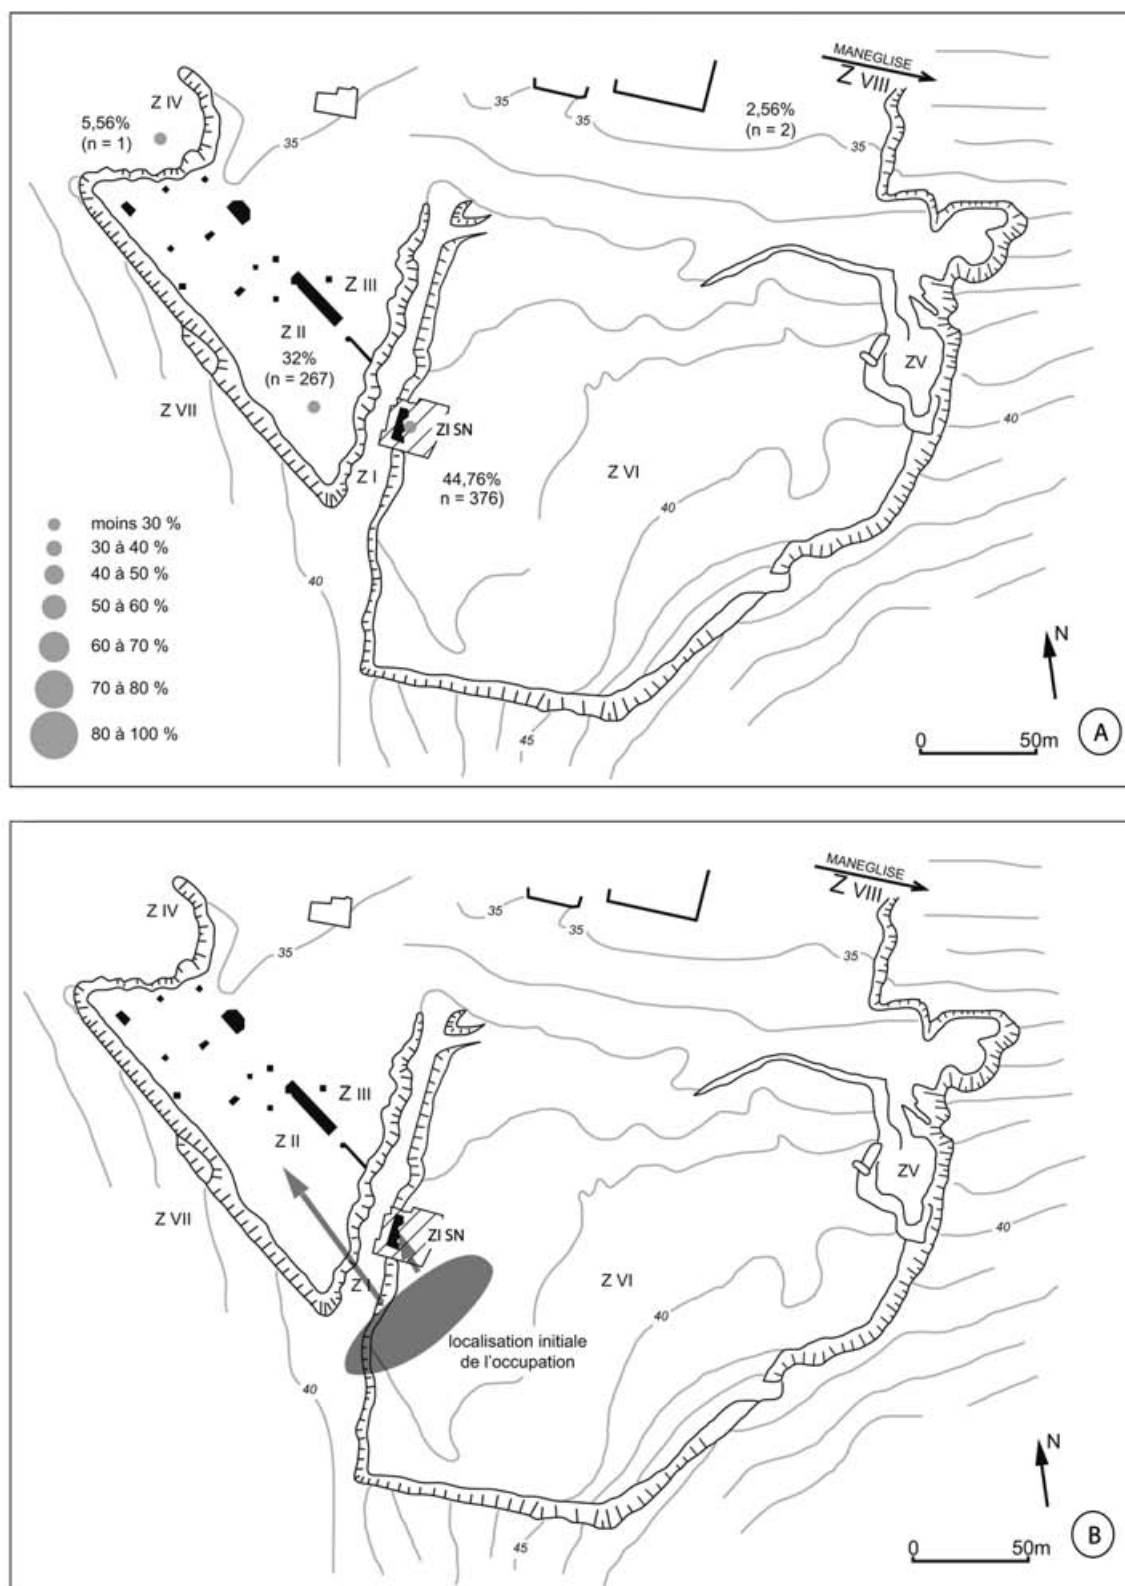 MANEGLISE
Z VIII
Z IV
5,56%
(n = 1)
2,56%
(n = 2)
35
35
35
35
Z III
Z II
32%
(n = 267)
ZV
Z VII
ZI SN
Z I
44,76%
n = 376)
Z VI
40
40
40
45
moins 30 %
30 à 40 %
40 à 50 %
50 à 60 %
60 à 70 %
70 à 80 %
80 à 100 %
N
0 50m
A
MANEGLISE
Z VIII
Z IV
35
35
35
35
Z III
Z II
ZV
Z VII
ZI SN
Z I
Z VI
40
40
40
localisation initiale
de l'occupation
45
N
0 50m
B